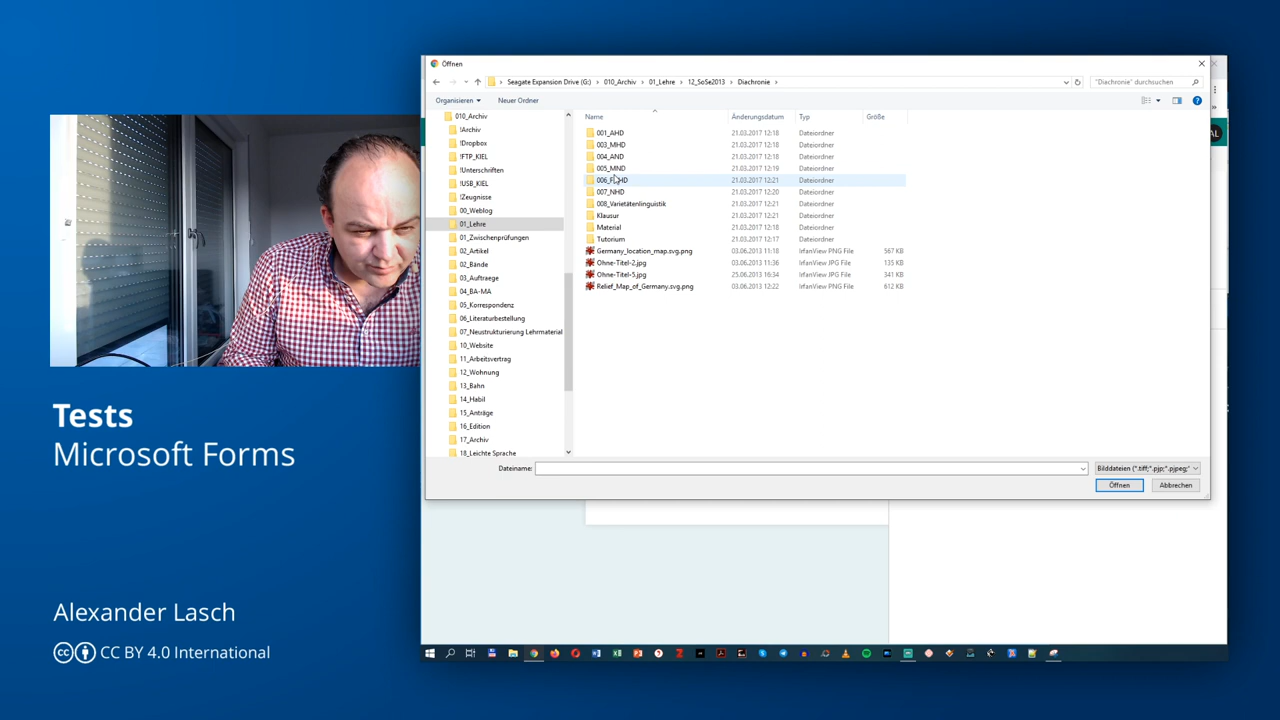 Öffnen
Seagate Expansion Drive (G:) › 010_Archiv › 01_Lehre › 12_SoSe2013 › Diachronie ›
"Diachronie" durchsuchen
Organisieren Neuer Ordner
010_Archiv
!Archiv
!Dropbox
!FTP_KIEL
!Unterschriften
!USB_KIEL
!Zeugnisse
00_Weblog
01_Lehre
01_Zwischenprüfungen
02_Artikel
02_Bände
03_Auftraege
04_BA-MA
05_Korrespondenz
06_Literaturbestellung
07_Neustrukturierung Lehrmaterial
10_Website
11_Arbeitsvertrag
12_Wohnung
13_Bahn
14_Habil
15_Anträge
16_Edition
17_Archiv
18_Leichte Sprache
Name Änderungsdatum Typ Größe
001_AHD 21.03.2017 12:18 Dateiordner
003_MHD 21.03.2017 12:18 Dateiordner
004_AND 21.03.2017 12:18 Dateiordner
005_MND 21.03.2017 12:19 Dateiordner
21.03.2017 12:21 Dateiordner
007_NHD 21.03.2017 12:20 Dateiordner
008_Varietätenlinguistik 21.03.2017 12:21 Dateiordner
Klausur 21.03.2017 12:21 Dateiordner
Material 21.03.2017 12:21 Dateiordner
Tutorium 21.03.2017 12:17 Dateiordner
Germany_location_map.svg.png 03.06.2013 11:18 IrfanView PNG File 567 KB
Ohne-Titel-2.jpg 03.06.2013 11:36 IrfanView JPG File 135 KB
Ohne-Titel-5.jpg 25.06.2013 16:34 IrfanView JPG File 341 KB
Relief_Map_of_Germany.svg.png 03.06.2013 12:22 IrfanView PNG File 612 KB
Dateiname:
Bilddateien (*.tiff;*.pjp;*.pjpeg;*
Öffnen Abbrechen
AL
Tests
Microsoft Forms
Alexander Lasch
CC BY 4.0 International